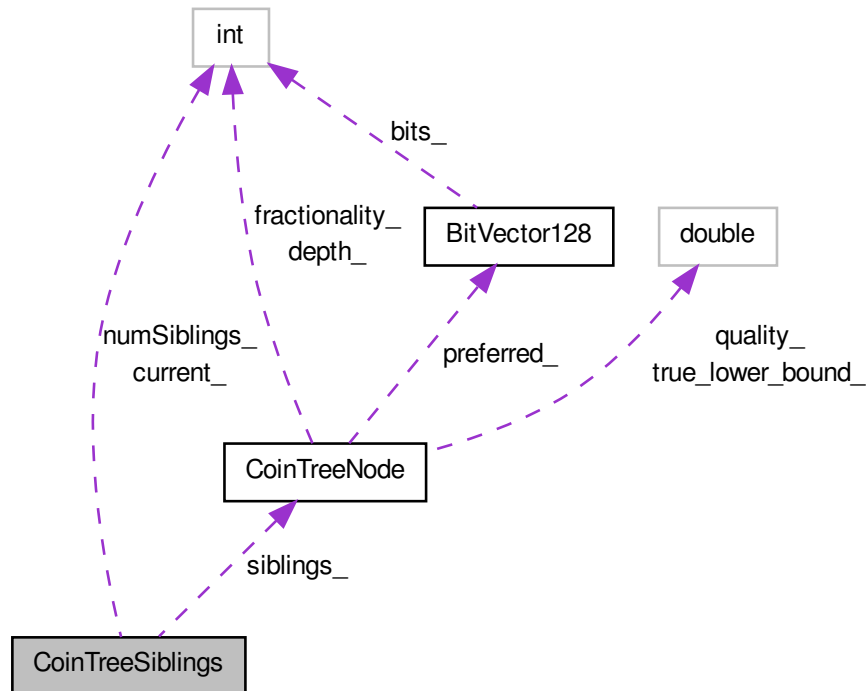 int
bits_
fractionality_
depth_
BitVector128
double
numSiblings_
current_
preferred_
quality_
true_lower_bound_
CoinTreeNode
siblings_
CoinTreeSiblings